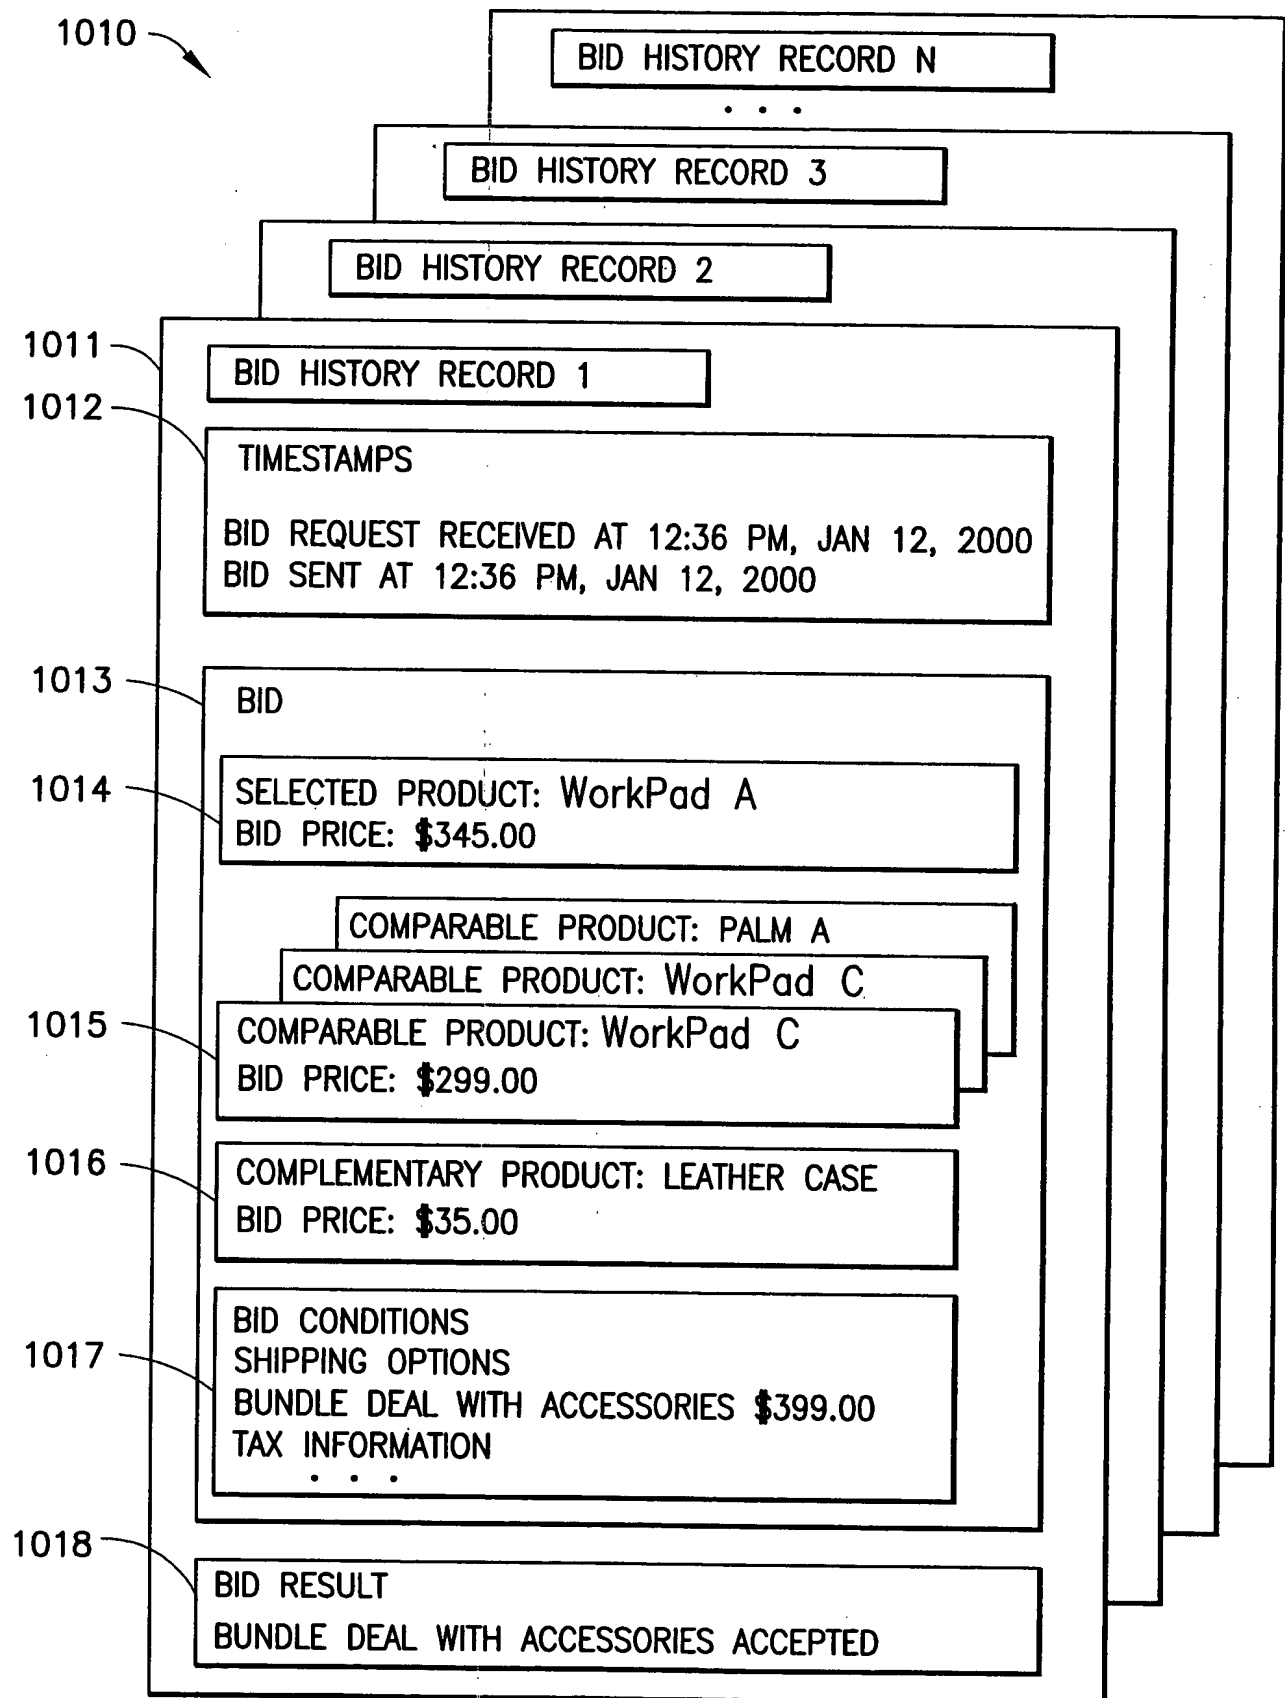 1010
BID HISTORY RECORD N
. . .
BID HISTORY RECORD 3
BID HISTORY RECORD 2
1011
BID HISTORY RECORD 1
1012
TIMESTAMPS
BID REQUEST RECEIVED AT 12:36 PM, JAN 12, 2000
BID SENT AT 12:36 PM, JAN 12, 2000
1013
BID
1014
SELECTED PRODUCT: WorkPad A
BID PRICE: $345.00
COMPARABLE PRODUCT: PALM A
COMPARABLE PRODUCT: WorkPad C
1015
COMPARABLE PRODUCT: WorkPad C
BID PRICE: $299.00
1016
COMPLEMENTARY PRODUCT: LEATHER CASE
BID PRICE: $35.00
1017
BID CONDITIONS
SHIPPING OPTIONS
BUNDLE DEAL WITH ACCESSORIES $399.00
TAX INFORMATION
. . .
1018
BID RESULT
BUNDLE DEAL WITH ACCESSORIES ACCEPTED